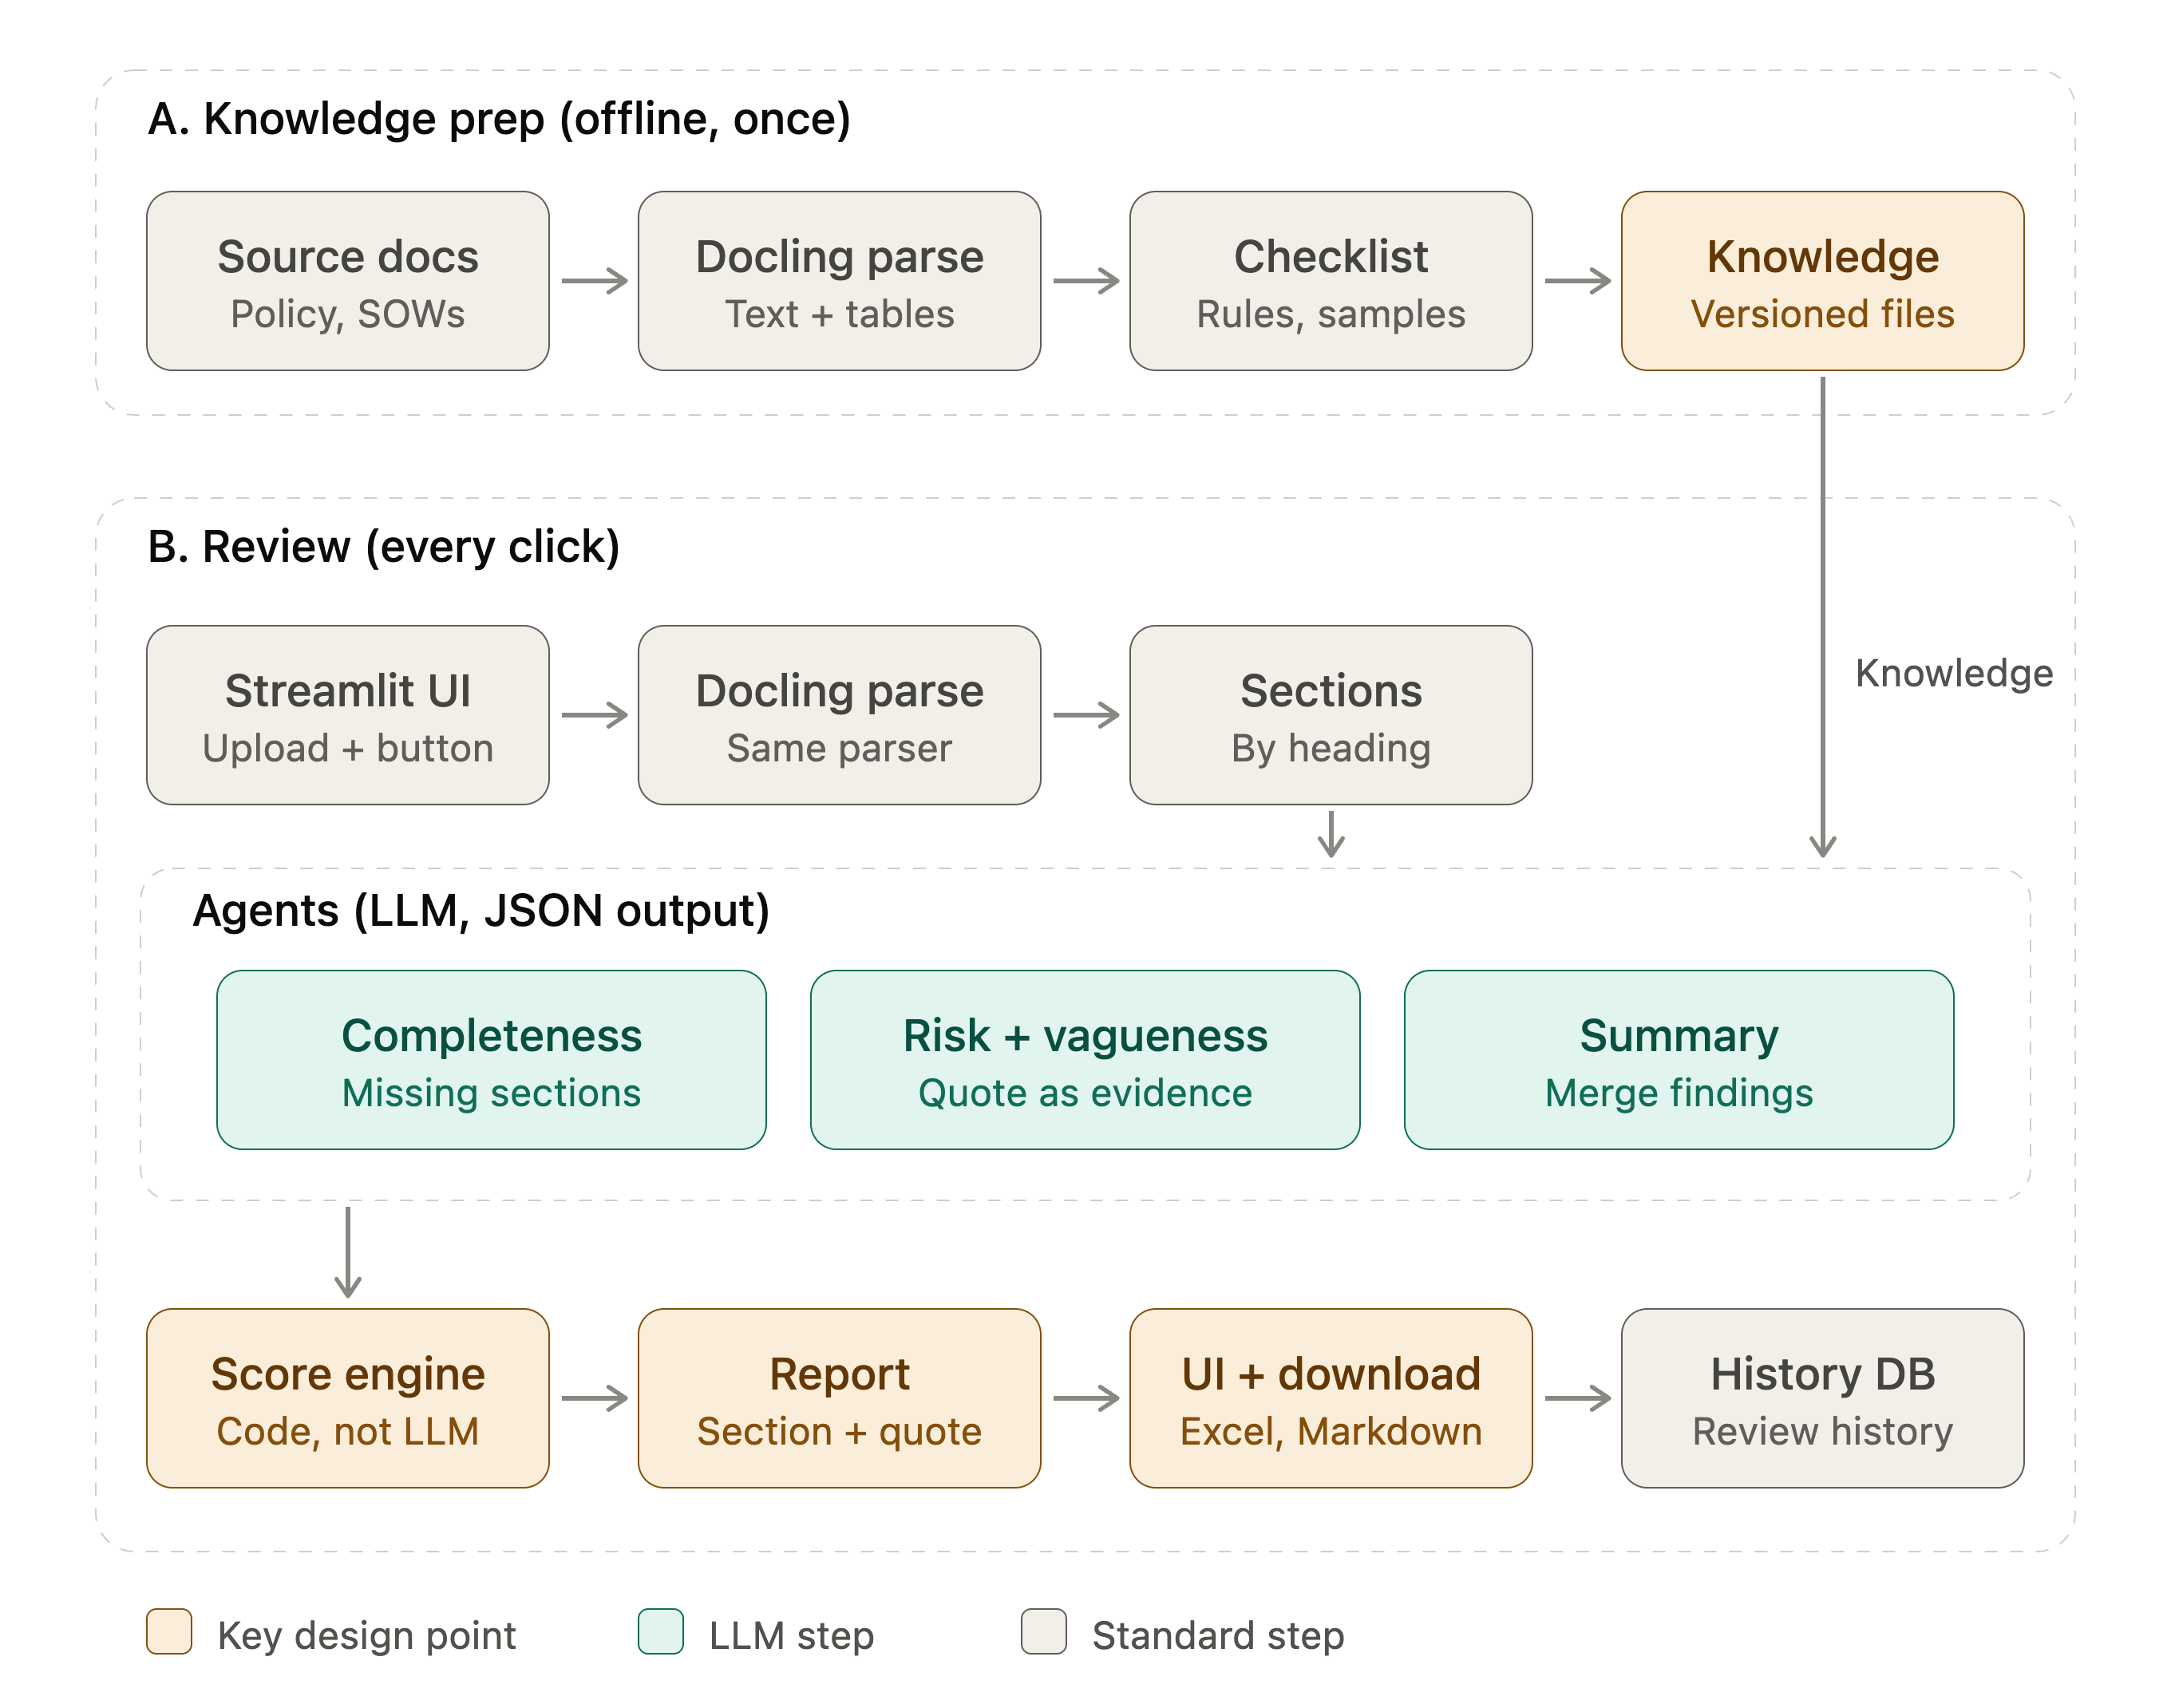 A. Knowledge prep (offline, once)
Source docs
Policy, SOWs
Docling parse
Text + tables
Checklist
Rules, samples
Knowledge
Versioned files
B. Review (every click)
Streamlit UI
Upload + button
Docling parse
Same parser
Sections
By heading
Knowledge
Agents (LLM, JSON output)
Completeness
Missing sections
Risk + vagueness
Quote as evidence
Summary
Merge findings
Score engine
Code, not LLM
Report
Section + quote
UI + download
Excel, Markdown
History DB
Review history
Key design point
LLM step
Standard step